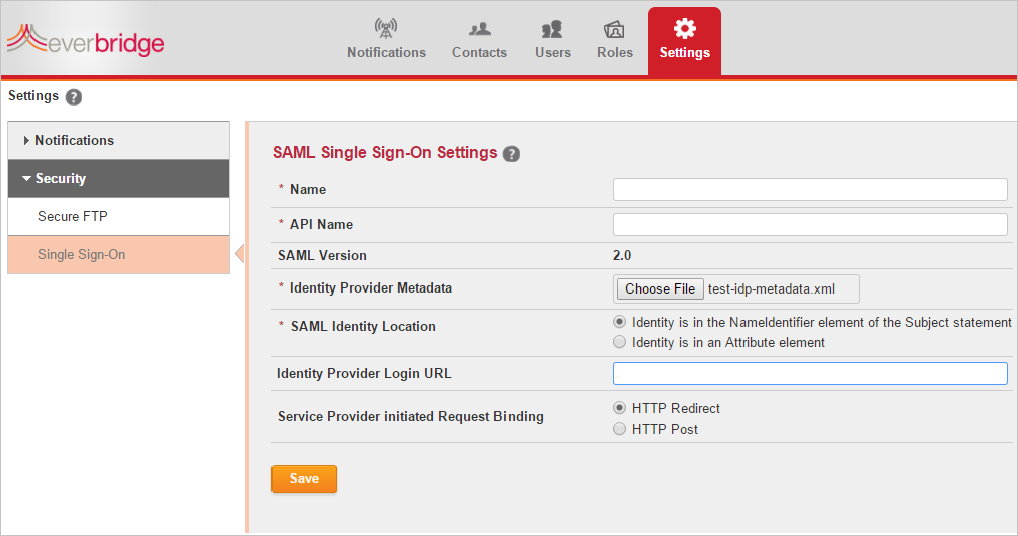 everbridge
Notifications Contacts Users Roles Settings
Settings ?
Notifications
Security
Secure FTP
Single Sign-On
SAML Single Sign-On Settings ?
* Name
* API Name
SAML Version 2.0
* Identity Provider Metadata Choose File test-idp-metadata.xml
* SAML Identity Location Identity is in the NameIdentifier element of the Subject statement
Identity is in an Attribute element
Identity Provider Login URL
Service Provider initiated Request Binding HTTP Redirect
HTTP Post
Save